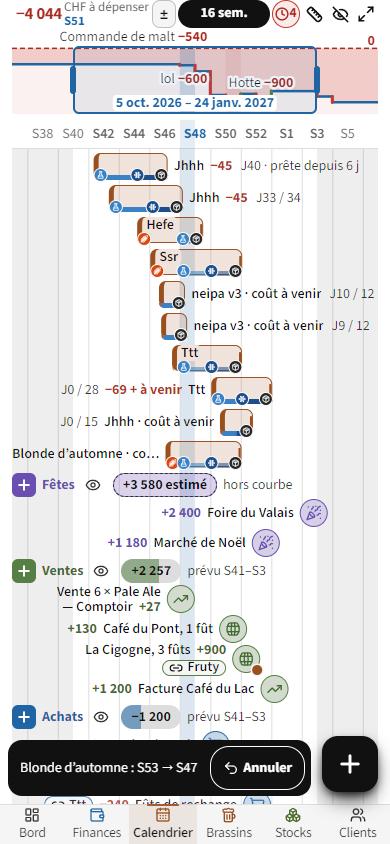 −4 044 CHF à dépenser S51 ± 16 sem. 4
Commande de malt −540
0
lol −600 Hotte −900
5 oct. 2026 – 24 janv. 2027
S38 S40 S42 S44 S46 S48 S50 S52 S1 S3 S5
Jhhh −45 J40 · prête depuis 6 j
Jhhh −45 J33 / 34
Hefe
Ssr
neipa v3 · coût à venir J10 / 12
neipa v3 · coût à venir J9 / 12
Ttt
J0 / 28 −69 + à venir Ttt
J0 / 15 Jhhh · coût à venir
Blonde d’automne · co…
Fêtes +3 580 estimé hors courbe
+2 400 Foire du Valais
+1 180 Marché de Noël
Ventes +2 257 prévu S41–S3
Vente 6 × Pale Ale
— Comptoir +27
+130 Café du Pont, 1 fût
La Cigogne, 3 fûts +900
Fruty
+1 200 Facture Café du Lac
Achats −1 200 prévu S41–S3
Blonde d’automne : S53 → S47 Annuler
Ttt −240 Fûts de rechange
Bord Finances Calendrier Brassins Stocks Clients